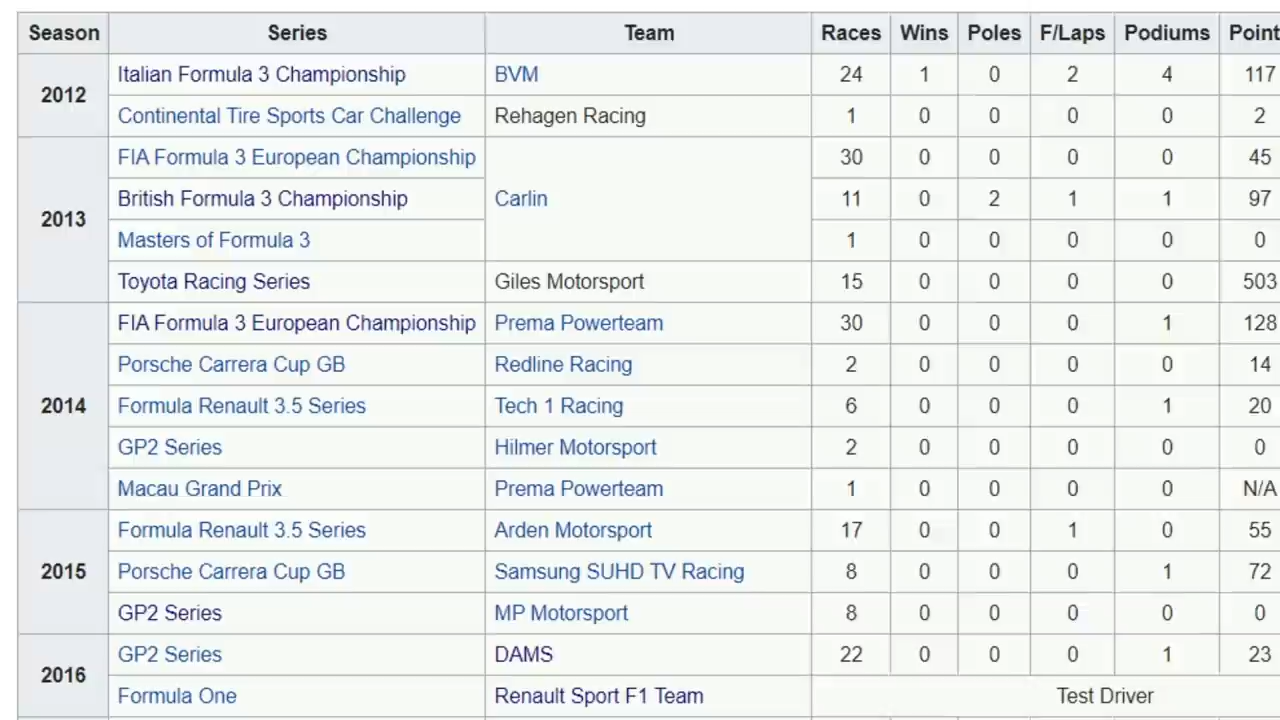 Season Series Team Races Wins Poles F/Laps Podiums Point
2012 Italian Formula 3 Championship BVM 24 1 0 2 4 117
Continental Tire Sports Car Challenge Rehagen Racing 1 0 0 0 0 2
2013 FIA Formula 3 European Championship Carlin 30 0 0 0 0 45
British Formula 3 Championship 11 0 2 1 1 97
Masters of Formula 3 1 0 0 0 0 0
Toyota Racing Series Giles Motorsport 15 0 0 0 0 503
2014 FIA Formula 3 European Championship Prema Powerteam 30 0 0 0 1 128
Porsche Carrera Cup GB Redline Racing 2 0 0 0 0 14
Formula Renault 3.5 Series Tech 1 Racing 6 0 0 0 1 20
GP2 Series Hilmer Motorsport 2 0 0 0 0 0
Macau Grand Prix Prema Powerteam 1 0 0 0 0 N/A
2015 Formula Renault 3.5 Series Arden Motorsport 17 0 0 1 0 55
Porsche Carrera Cup GB Samsung SUHD TV Racing 8 0 0 0 1 72
GP2 Series MP Motorsport 8 0 0 0 0 0
2016 GP2 Series DAMS 22 0 0 0 1 23
Formula One Renault Sport F1 Team Test Driver